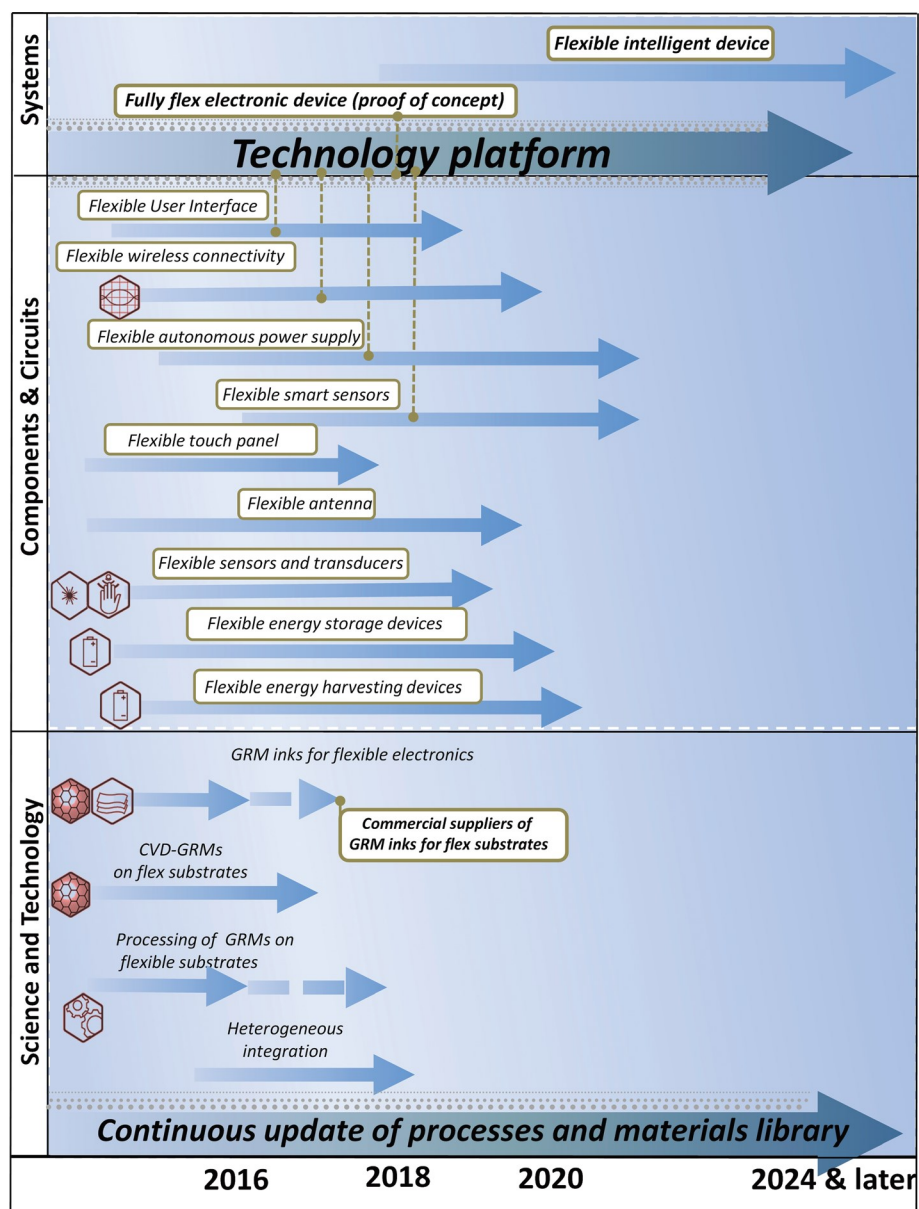 Systems
Flexible intelligent device
Fully flex electronic device (proof of concept)
Technology platform
Components & Circuits
Flexible User Interface
Flexible wireless connectivity
Flexible autonomous power supply
Flexible smart sensors
Flexible touch panel
Flexible antenna
Flexible sensors and transducers
Flexible energy storage devices
Flexible energy harvesting devices
Science and Technology
GRM inks for flexible electronics
Commercial suppliers of
GRM inks for flex substrates
CVD-GRMs
on flex substrates
Processing of GRMs on
flexible substrates
Heterogeneous
integration
Continuous update of processes and materials library
2016 2018 2020 2024 & later